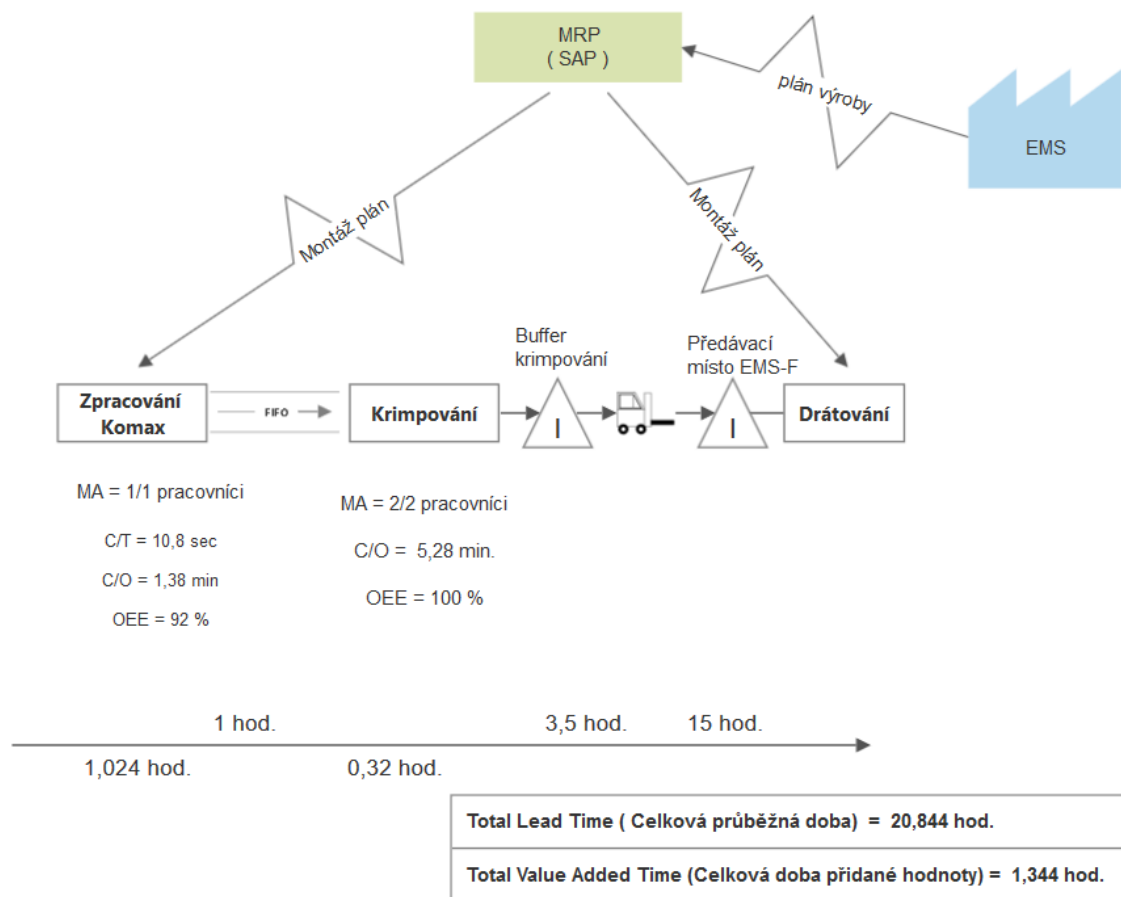 MRP
( SAP )
plán výroby
EMS
Montáž plán
Montáž plán
Buffer
krimpování
Předávací
místo EMS-F
Zpracování
Komax
FIFO
Krimpování
I
I
Drátování
MA = 1/1 pracovníci
C/T = 10,8 sec
C/O = 1,38 min
OEE = 92 %
MA = 2/2 pracovníci
C/O = 5,28 min.
OEE = 100 %
1 hod.
3,5 hod.
15 hod.
1,024 hod.
0,32 hod.
Total Lead Time ( Celková průběžná doba) = 20,844 hod.
Total Value Added Time (Celková doba přidané hodnoty) = 1,344 hod.